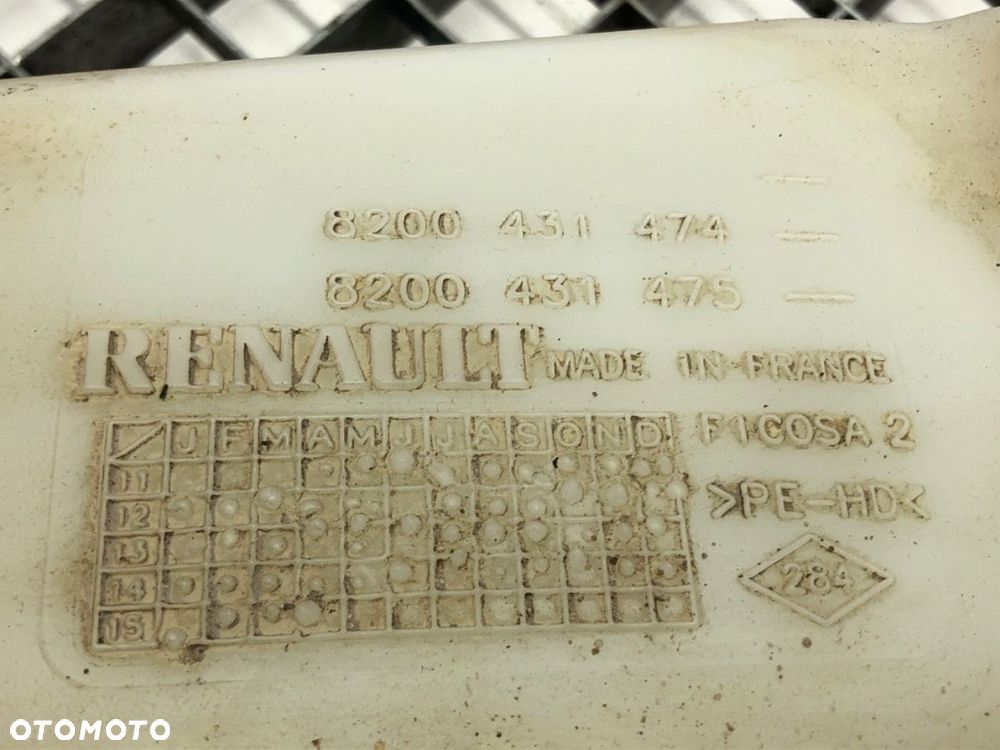 8200 431 474
8200 431 475
RENAULT MADE IN FRANCE
J F M A M J J A S O N D
11
12
13
14
15
FICOSA 2
>PE-HD<
284
OTOMOTO